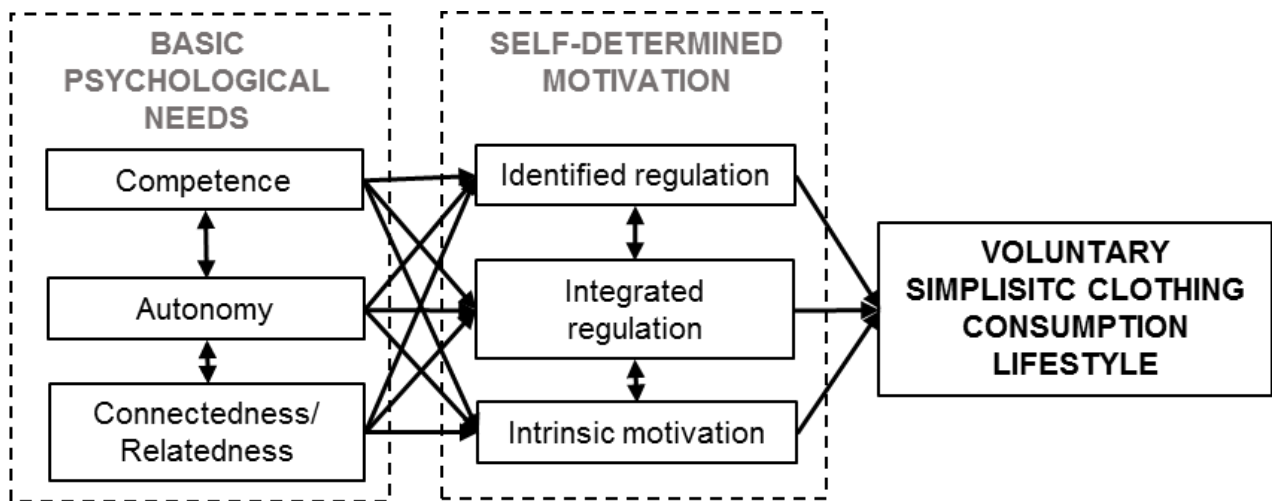 BASIC
PSYCHOLOGICAL
NEEDS
Competence
Autonomy
Connectedness/
Relatedness
SELF-DETERMINED
MOTIVATION
Identified regulation
Integrated
regulation
Intrinsic motivation
VOLUNTARY
SIMPLISITC CLOTHING
CONSUMPTION
LIFESTYLE